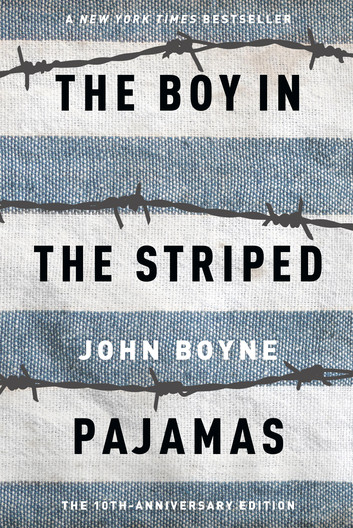 A NEW YORK TIMES BESTSELLER
THE BOY IN
THE STRIPED
JOHN BOYNE
PAJAMAS
THE 10TH-ANNIVERSARY EDITION